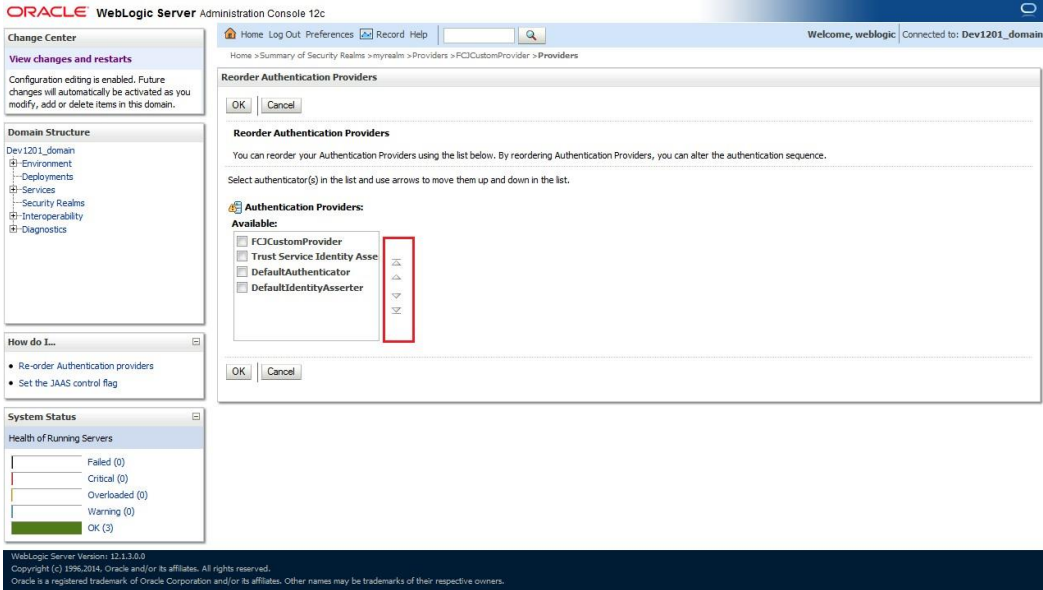 ORACLE WebLogic Server Administration Console 12c
Change Center
View changes and restarts
Configuration editing is enabled. Future
changes will automatically be activated as you
modify, add or delete items in this domain.
Domain Structure
Dev1201_domain
Environment
Deployments
Services
Security Realms
Interoperability
Diagnostics
How do I...
Re-order Authentication providers
Set the JAAS control flag
System Status
Health of Running Servers
Failed (0)
Critical (0)
Overloaded (0)
Warning (0)
OK (3)
Home Log Out Preferences Record Help
Welcome, weblogic Connected to: Dev1201_domain
Home >Summary of Security Realms >myrealm >Providers >FCJCustomProvider >Providers
Reorder Authentication Providers
OK Cancel
Reorder Authentication Providers
You can reorder your Authentication Providers using the list below. By reordering Authentication Providers, you can alter the authentication sequence.
Select authenticator(s) in the list and use arrows to move them up and down in the list.
Authentication Providers:
Available:
FCJCustomProvider
Trust Service Identity Asse
DefaultAuthenticator
DefaultIdentityAsserter
OK Cancel
WebLogic Server Version: 12.1.3.0.0
Copyright (c) 1996,2014, Oracle and/or its affiliates. All rights reserved.
Oracle is a registered trademark of Oracle Corporation and/or its affiliates. Other names may be trademarks of their respective owners.